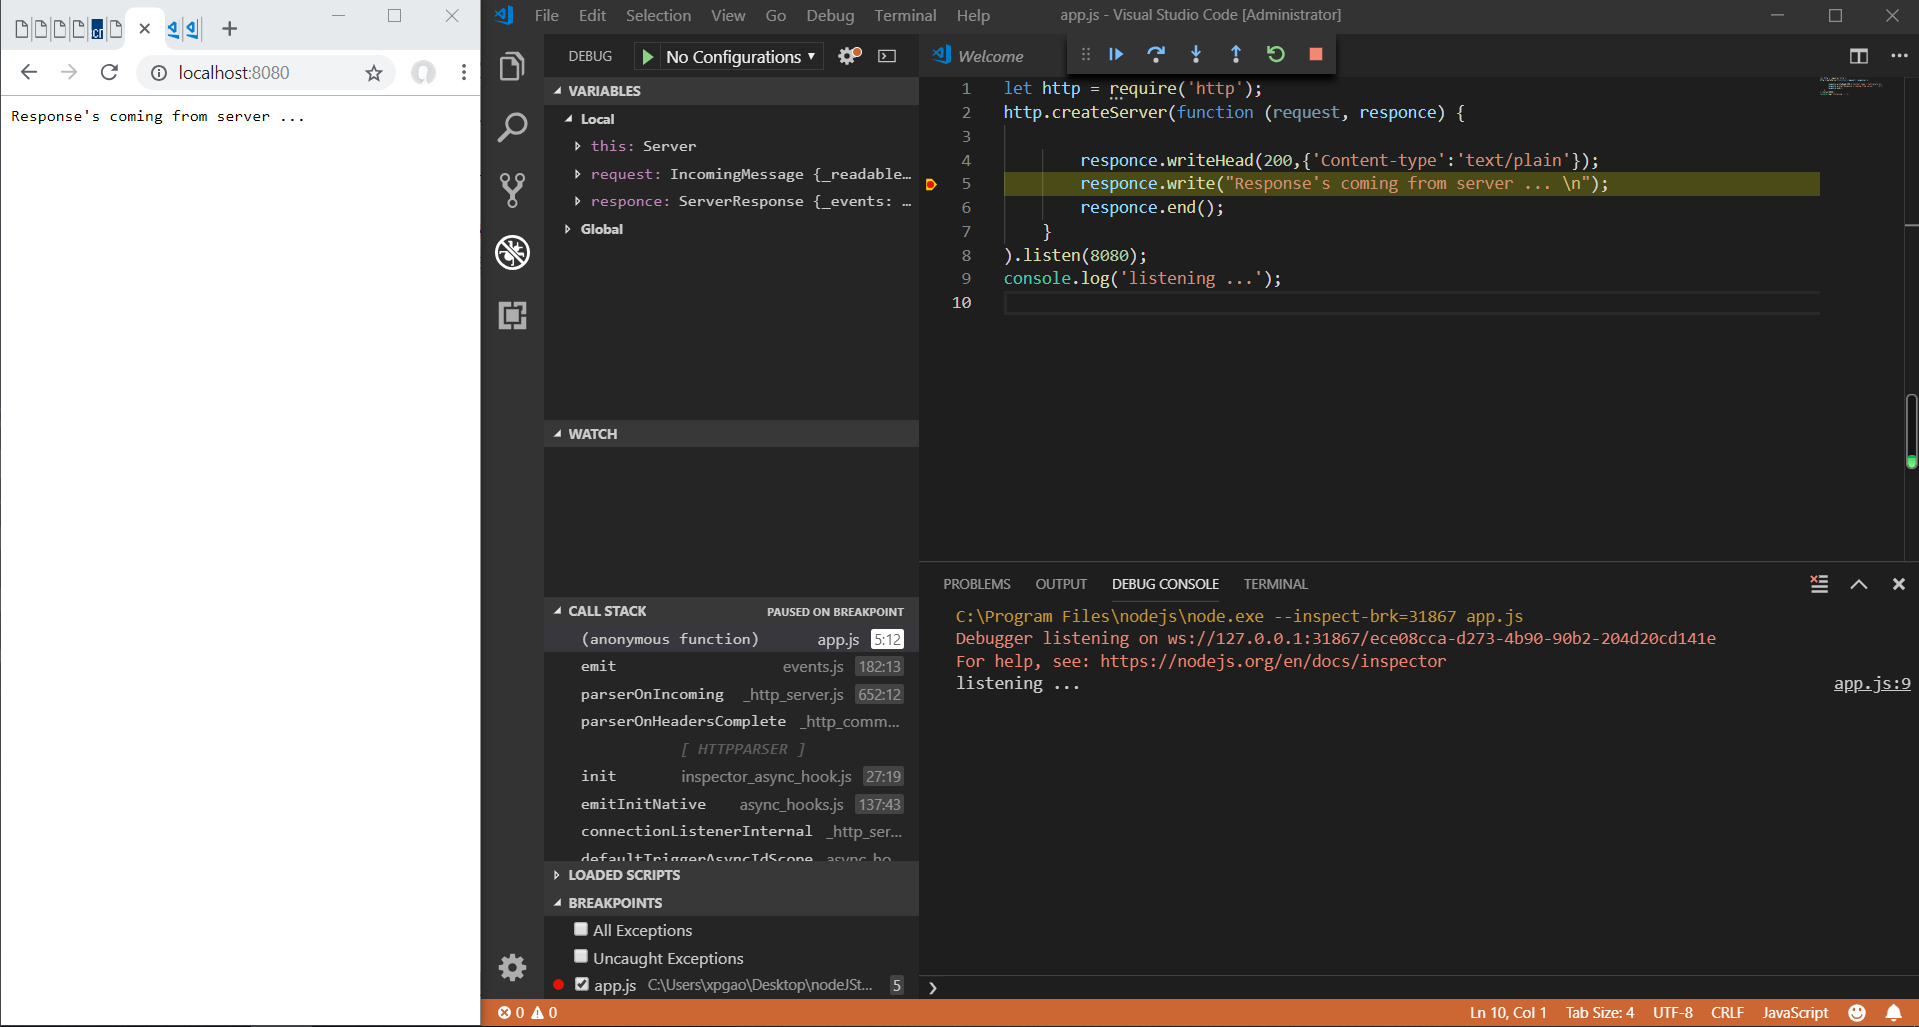 localhost:8080
Response's coming from server ...
File Edit Selection View Go Debug Terminal Help
app.js - Visual Studio Code [Administrator]
DEBUG No Configurations
VARIABLES
Local
this: Server
request: IncomingMessage {_readable…
responce: ServerResponse {_events: …
Global
WATCH
CALL STACK PAUSED ON BREAKPOINT
(anonymous function) app.js 5:12
emit events.js 182:13
parserOnIncoming _http_server.js 652:12
parserOnHeadersComplete _http_comm...
[ HTTPPARSER ]
init inspector_async_hook.js 27:19
emitInitNative async_hooks.js 137:43
connectionListenerInternal _http_ser...
defaultTriggerAsyncIdScope async_ho
LOADED SCRIPTS
BREAKPOINTS
All Exceptions
Uncaught Exceptions
app.js C:\Users\xpgao\Desktop\nodeJSt... 5
Welcome
1 let http = require('http');
2 http.createServer(function (request, responce) {
3
4 responce.writeHead(200,{'Content-type':'text/plain'});
5 responce.write("Response's coming from server ... \n");
6 responce.end();
7 }
8 ).listen(8080);
9 console.log('listening ...');
10
PROBLEMS OUTPUT DEBUG CONSOLE TERMINAL
C:\Program Files\nodejs\node.exe --inspect-brk=31867 app.js
Debugger listening on ws://127.0.0.1:31867/ece08cca-d273-4b90-90b2-204d20cd141e
For help, see: https://nodejs.org/en/docs/inspector
listening ... app.js:9
0 0
Ln 10, Col 1 Tab Size: 4 UTF-8 CRLF JavaScript